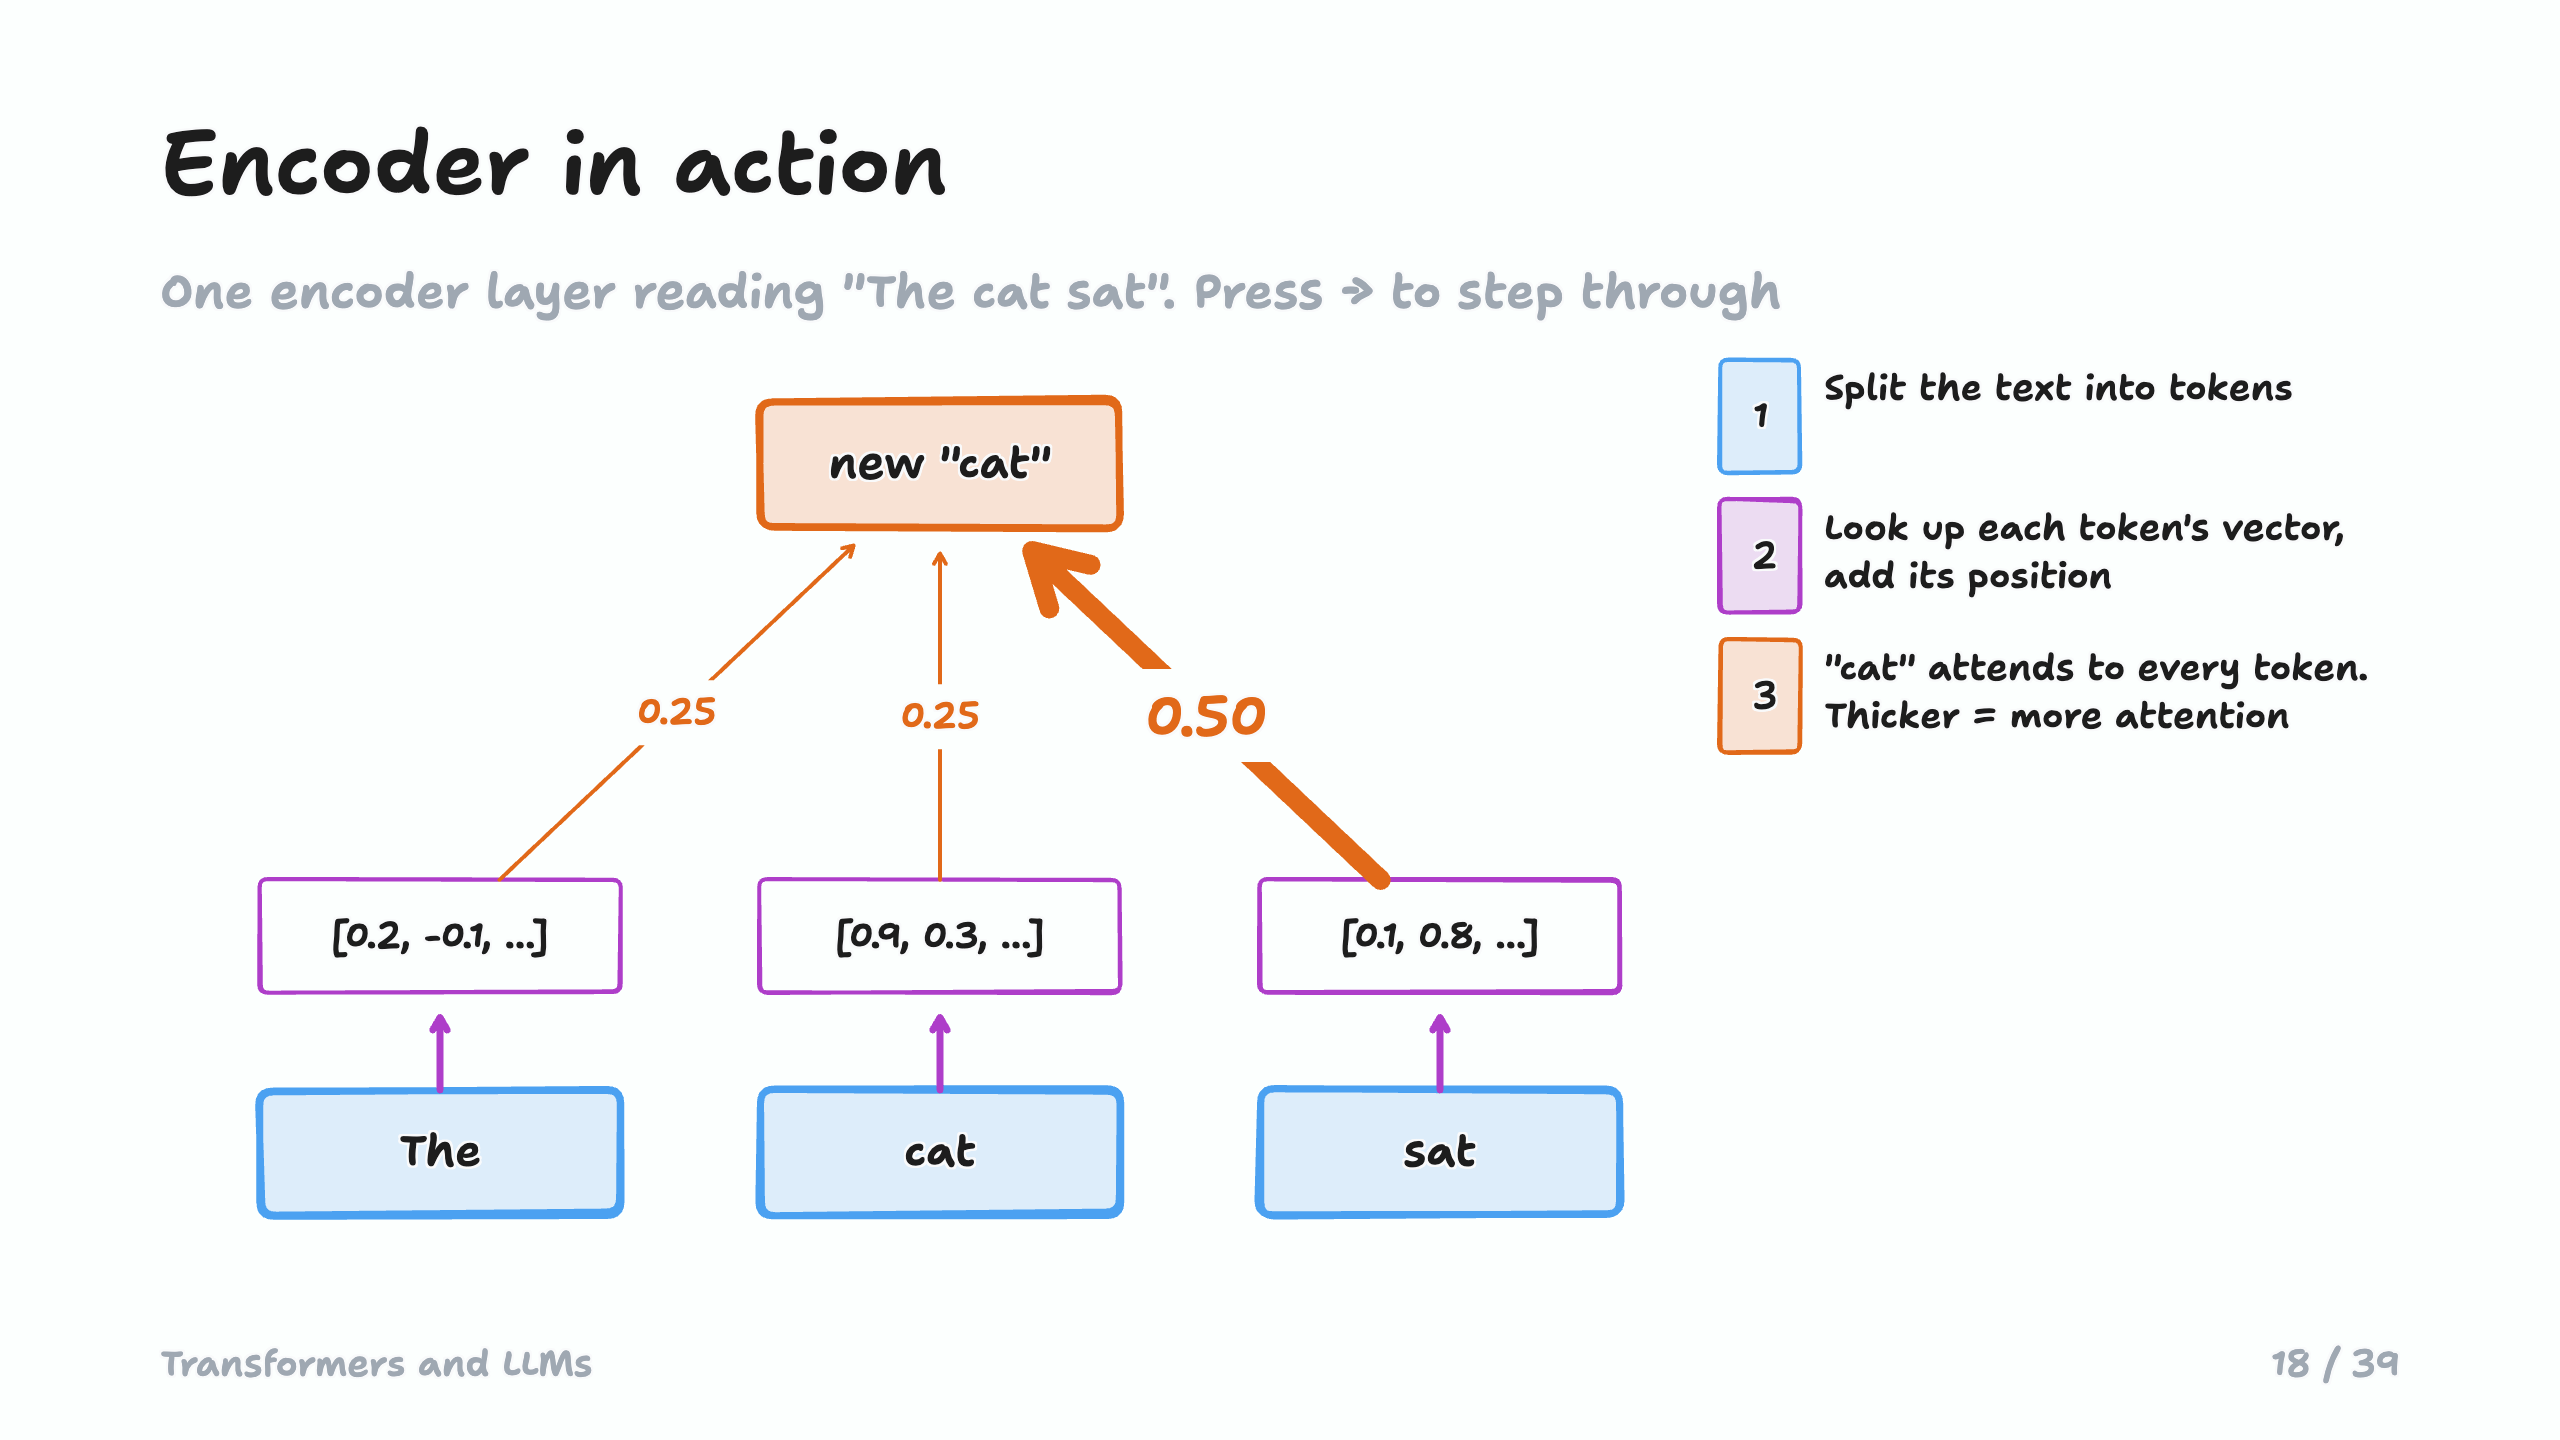 Encoder in action
One encoder layer reading "The cat sat". Press → to step through
new "cat"
0.25
0.25
0.50
[0.2, -0.1, ...]
[0.9, 0.3, ...]
[0.1, 0.8, ...]
The
cat
sat
1
Split the text into tokens
2
Look up each token's vector,
add its position
3
"cat" attends to every token.
Thicker = more attention
Transformers and LLMs
18 / 39